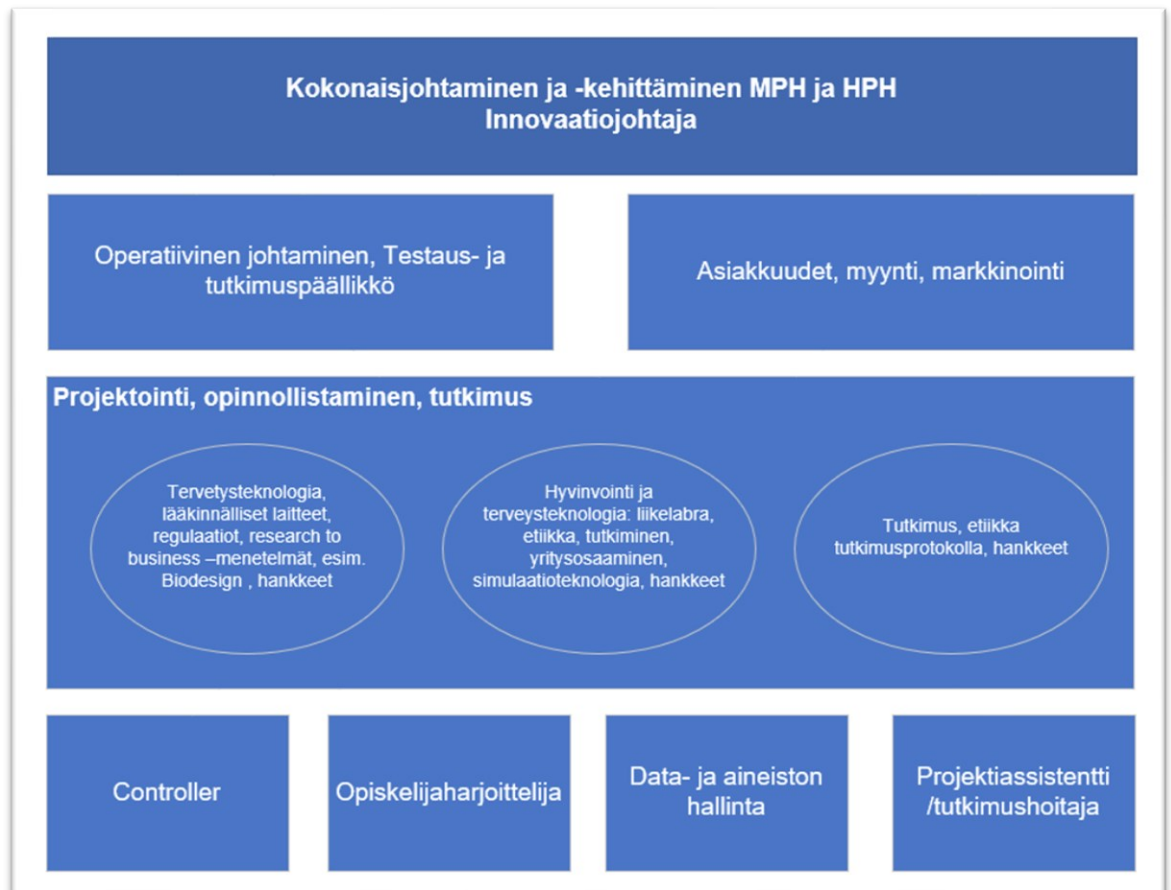 Kokonaisjohtaminen ja -kehittäminen MPH ja HPH
Innovaatiojohtaja
Operatiivinen johtaminen, Testaus- ja
tutkimuspäällikkö
Asiakkuudet, myynti, markkinointi
Projektointi, opinnollistaminen, tutkimus
Tervetysteknologia,
lääkinnälliset laitteet,
regulaatiot, research to
business –menetelmät, esim.
Biodesign , hankkeet
Hyvinvointi ja
terveysteknologia: liikelabra,
etiikka, tutkiminen,
yritysosaaminen,
simulaatioteknologia, hankkeet
Tutkimus, etiikka
tutkimusprotokolla, hankkeet
Controller
Opiskelijaharjoittelija
Data- ja aineiston
hallinta
Projektiassistentti
/tutkimushoitaja